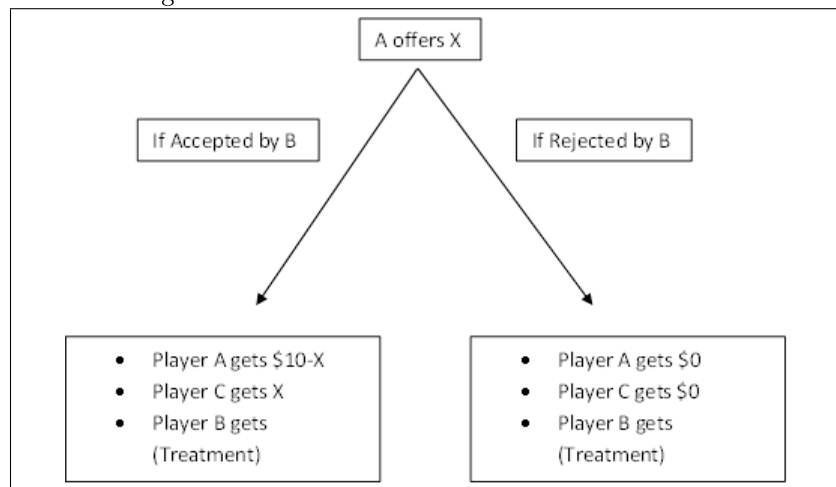 A offers X
If Accepted by B
If Rejected by B
• Player A gets $10-X
• Player C gets X
• Player B gets
(Treatment)
• Player A gets $0
• Player C gets $0
• Player B gets
(Treatment)